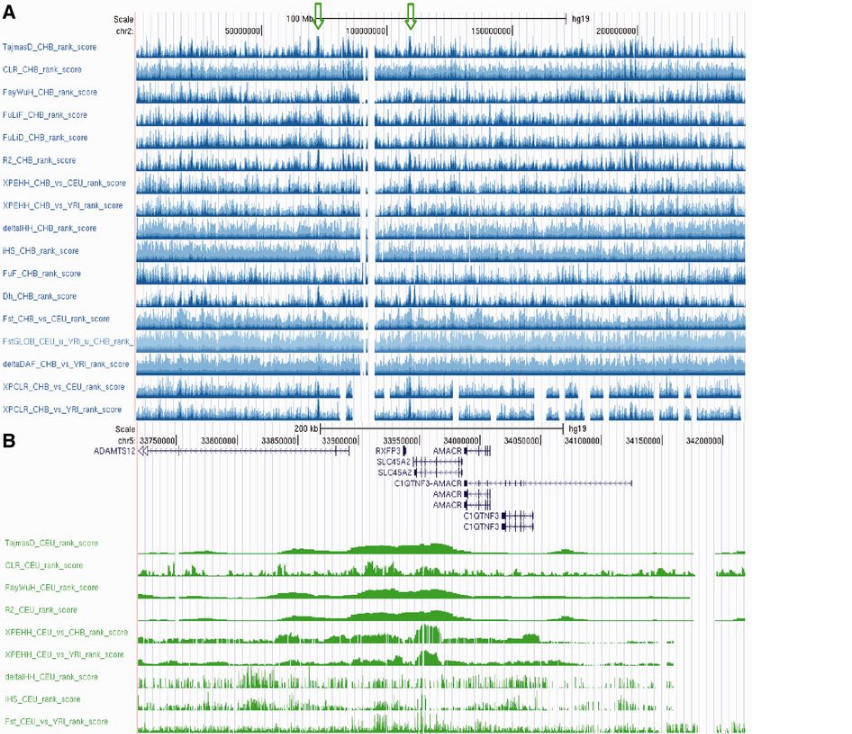 A
Scale 100 Mb hg19
chr2: 50000000 100000000 150000000 200000000
TajmasD_CHB_rank_score
CLR_CHB_rank_score
FayWuH_CHB_rank_score
FuLiF_CHB_rank_score
FuLiD_CHB_rank_score
R2_CHB_rank_score
XPEHH_CHB_vs_CEU_rank_score
XPEHH_CHB_vs_YRI_rank_score
deltaIHH_CHB_rank_score
iHS_CHB_rank_score
FuF_CHB_rank_score
Dh_CHB_rank_score
Fst_CHB_vs_CEU_rank_score
FstGLOB_CEU_u_YRI_u_CHB_rank_
deltaDAF_CHB_vs_YRI_rank_score
XPCLR_CHB_vs_CEU_rank_score
XPCLR_CHB_vs_YRI_rank_score
B
Scale 200 kb hg19
chr5: 33750000 33800000 33850000 33900000 33950000 34000000 34050000 34100000 34150000 34200000
ADAMTS12 RXFP3 AMACR
SLC45A2
SLC45A2
C1QTNF3-AMACR
AMACR
AMACR
C1QTNF3
C1QTNF3
TajmasD_CEU_rank_score
CLR_CEU_rank_score
FayWuH_CEU_rank_score
R2_CEU_rank_score
XPEHH_CEU_vs_CHB_rank_score
XPEHH_CEU_vs_YRI_rank_score
deltaIHH_CEU_rank_score
iHS_CEU_rank_score
Fst_CEU_vs_YRI_rank_score